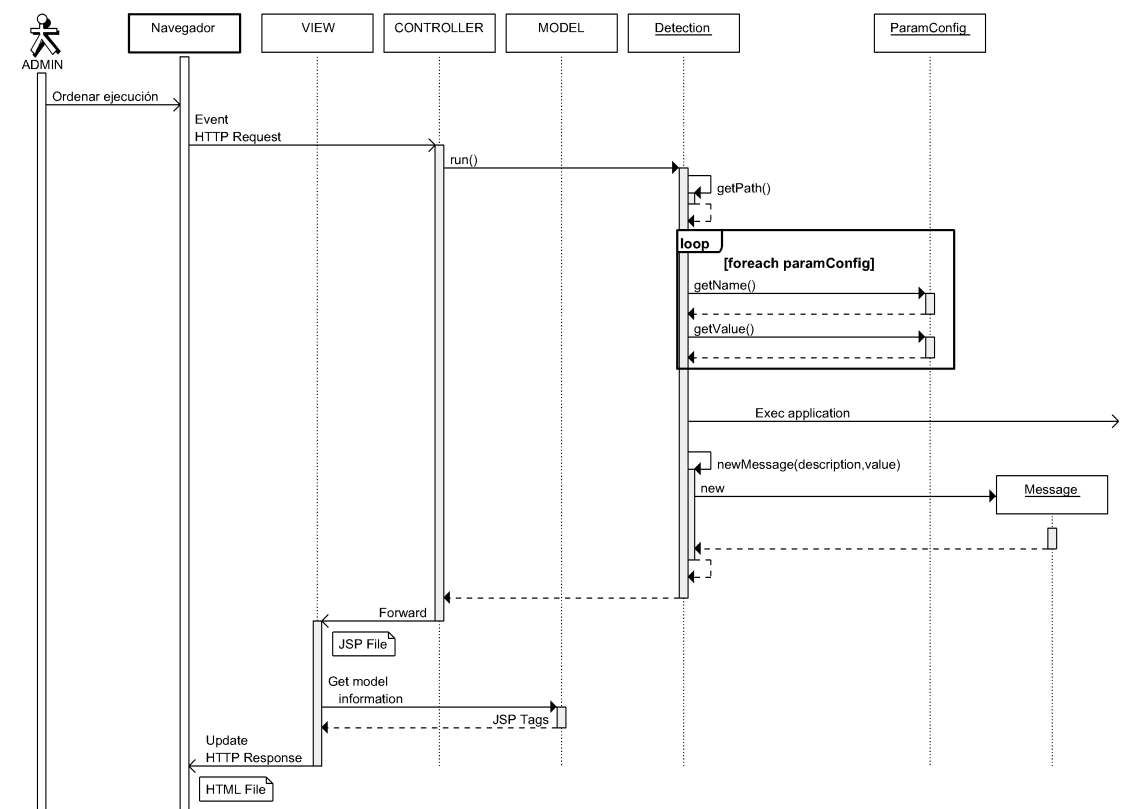 Navegador
VIEW
CONTROLLER
MODEL
Detection
ParamConfig
ADMIN
Ordenar ejecución
Event
HTTP Request
run()
getPath()
loop
[foreach paramConfig]
getName()
getValue()
Exec application
newMessage(description,value)
new
Message
Forward
JSP File
Get model
information
JSP Tags
Update
HTTP Response
HTML File